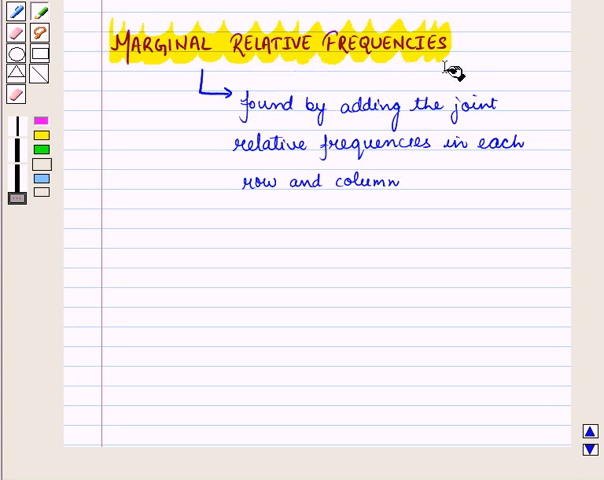 MARGINAL RELATIVE FREQUENCIES
found by adding the joint
relative frequencies in each
row and column